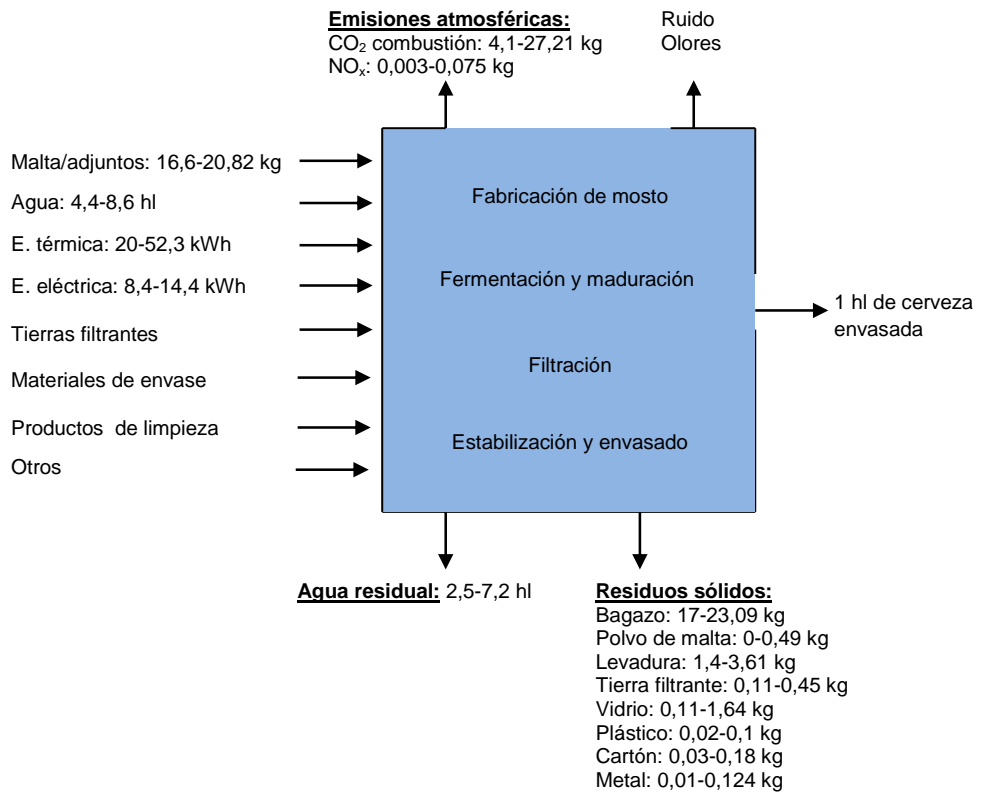 Emisiones atmosféricas:
CO₂ combustión: 4,1-27,21 kg
NOₓ: 0,003-0,075 kg
Ruido
Olores
Malta/adjuntos: 16,6-20,82 kg
Agua: 4,4-8,6 hl
E. térmica: 20-52,3 kWh
E. eléctrica: 8,4-14,4 kWh
Tierras filtrantes
Materiales de envase
Productos de limpieza
Otros
Fabricación de mosto
Fermentación y maduración
Filtración
Estabilización y envasado
1 hl de cerveza
envasada
Agua residual: 2,5-7,2 hl
Residuos sólidos:
Bagazo: 17-23,09 kg
Polvo de malta: 0-0,49 kg
Levadura: 1,4-3,61 kg
Tierra filtrante: 0,11-0,45 kg
Vidrio: 0,11-1,64 kg
Plástico: 0,02-0,1 kg
Cartón: 0,03-0,18 kg
Metal: 0,01-0,124 kg